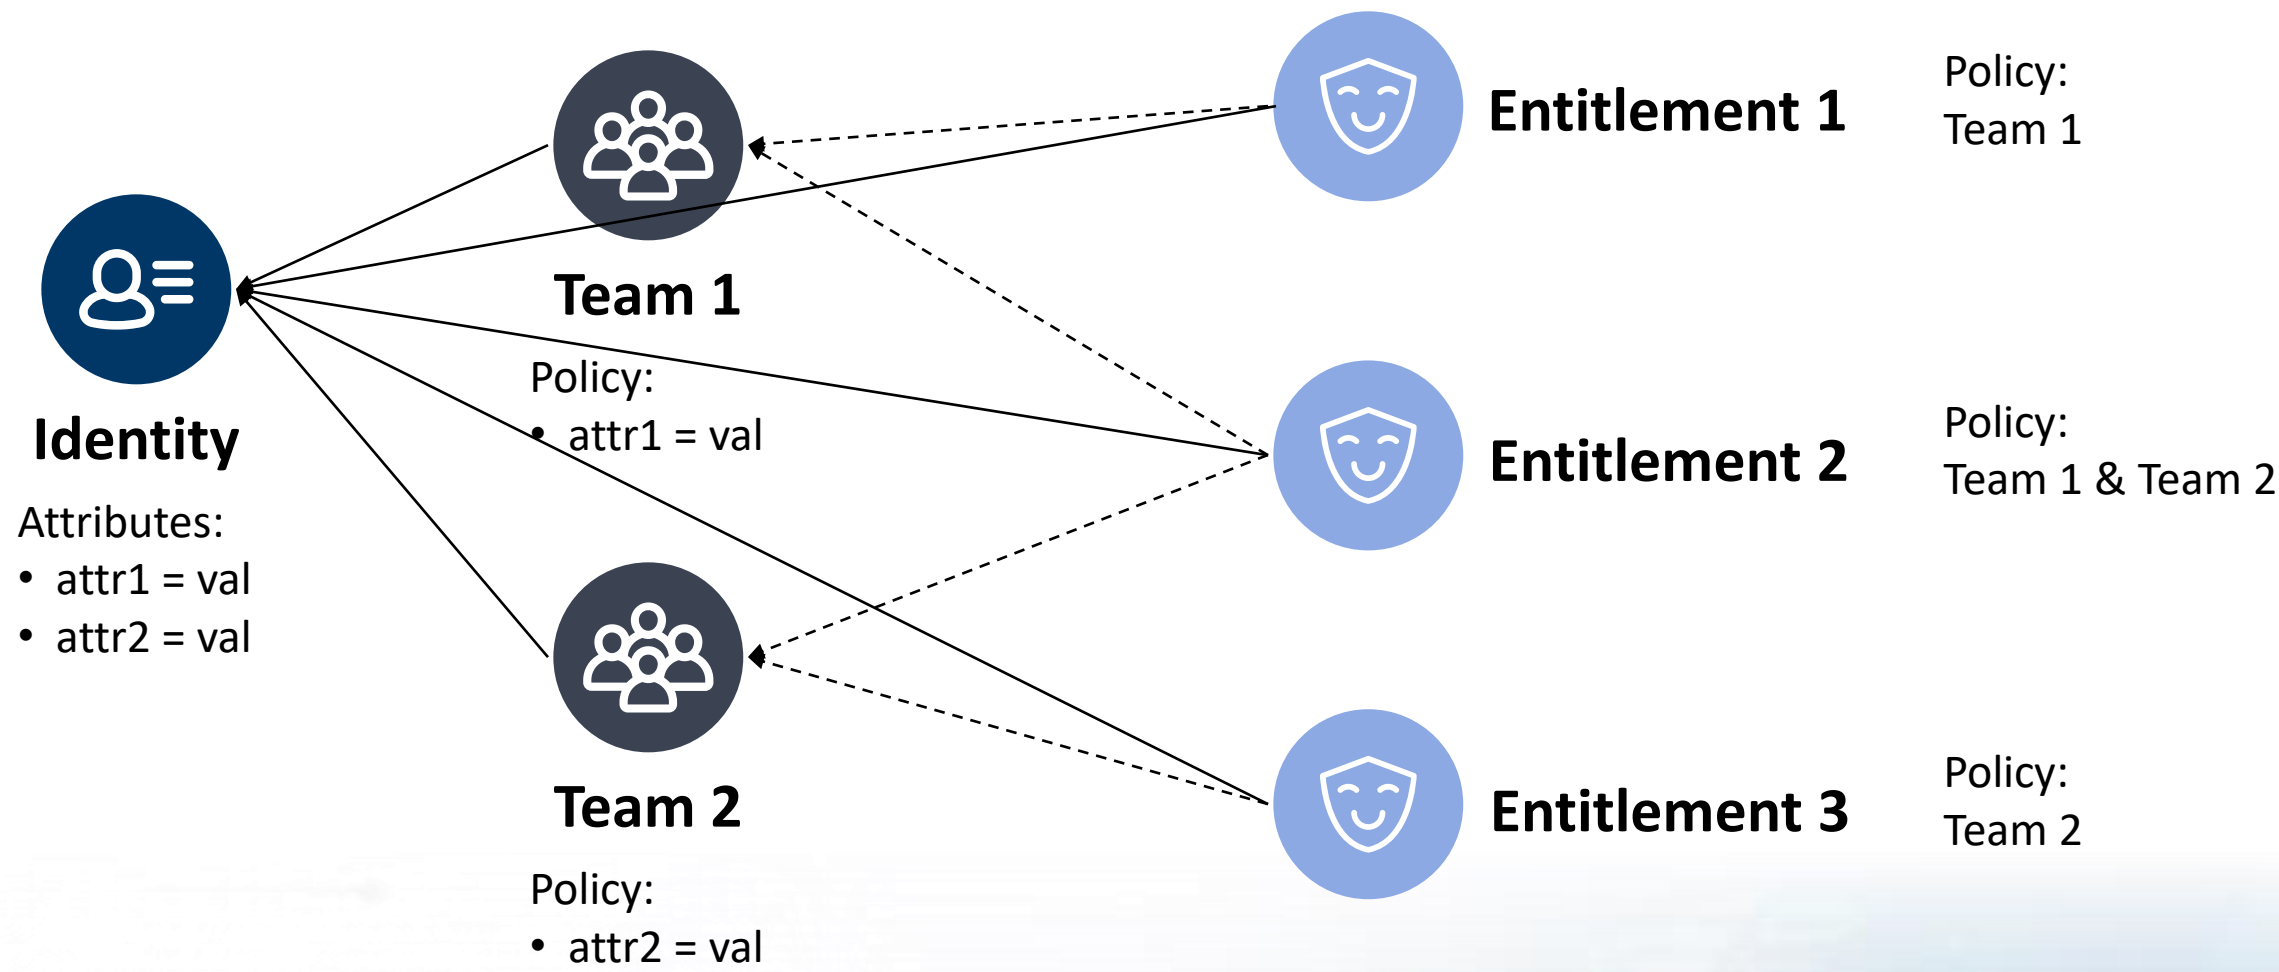 Identity
Attributes:
• attr1 = val
• attr2 = val
Team 1
Policy:
• attr1 = val
Team 2
Policy:
• attr2 = val
Entitlement 1
Policy:
Team 1
Entitlement 2
Policy:
Team 1 & Team 2
Entitlement 3
Policy:
Team 2